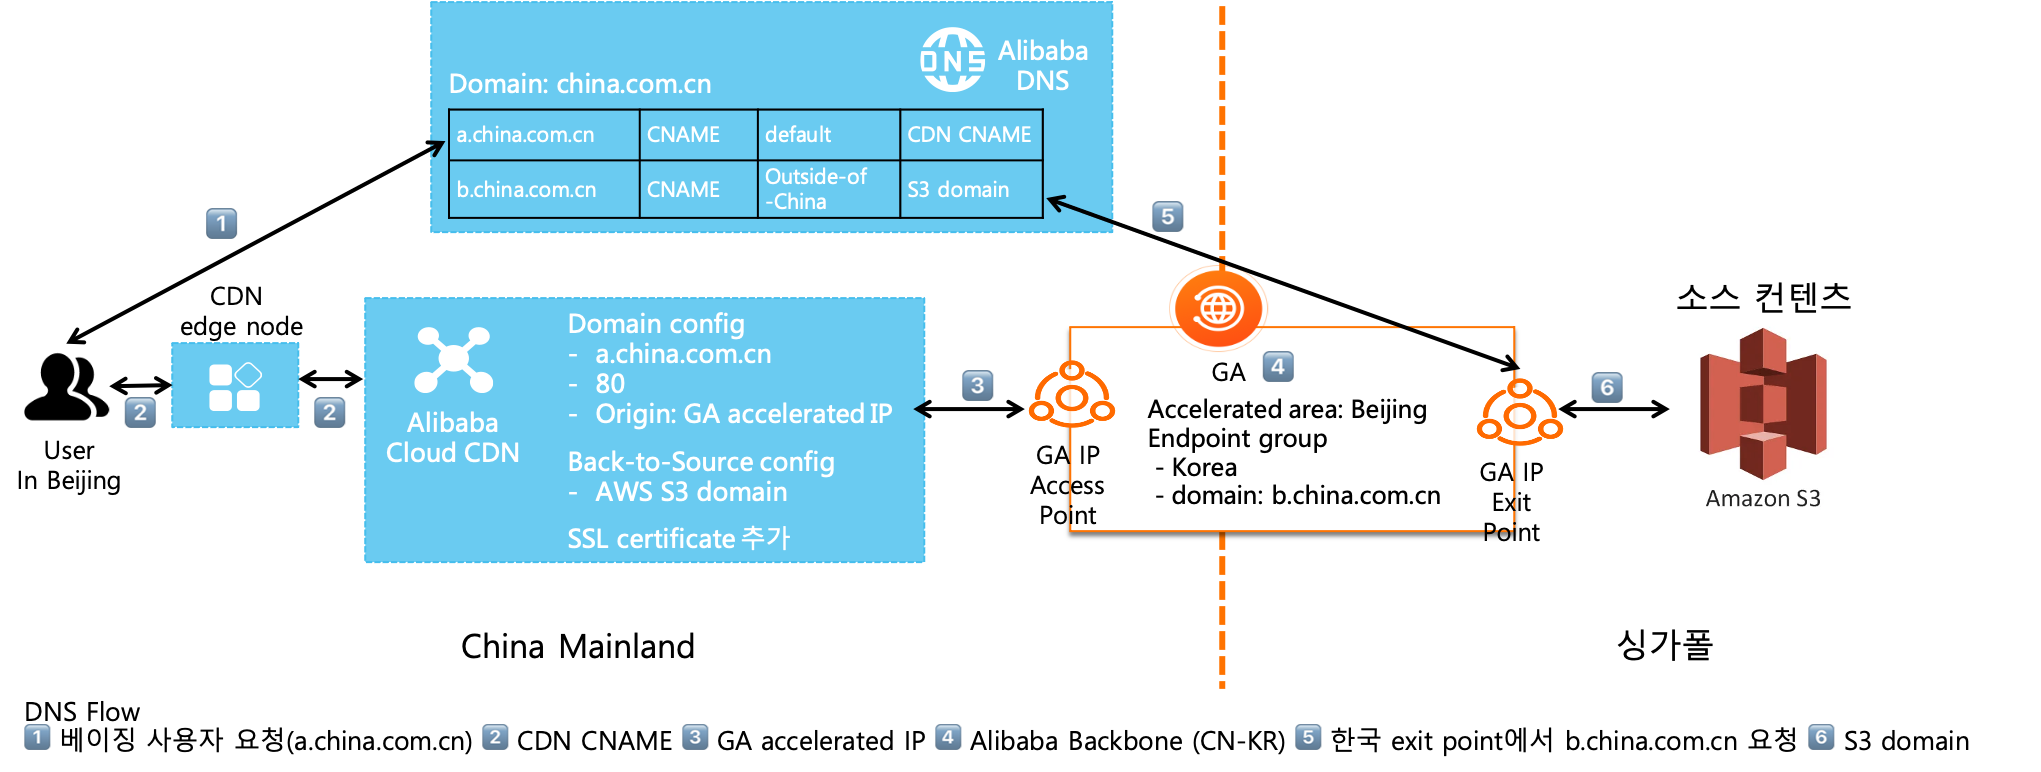 Alibaba
DNS
DNS
Domain: china.com.cn
a.china.com.cn CNAME default CDN CNAME
b.china.com.cn CNAME Outside-of
-China S3 domain
1
5
CDN
edge node
2
2
User
In Beijing
Alibaba
Cloud CDN
Domain config
- a.china.com.cn
- 80
- Origin: GA accelerated IP
Back-to-Source config
- AWS S3 domain
SSL certificate 추가
3
GA IP
Access
Point
GA 4
Accelerated area: Beijing
Endpoint group
- Korea
- domain: b.china.com.cn
GA IP
Exit
Point
6
소스 컨텐츠
Amazon S3
China Mainland
싱가폴
DNS Flow
1 베이징 사용자 요청(a.china.com.cn) 2 CDN CNAME 3 GA accelerated IP 4 Alibaba Backbone (CN-KR) 5 한국 exit point에서 b.china.com.cn 요청 6 S3 domain